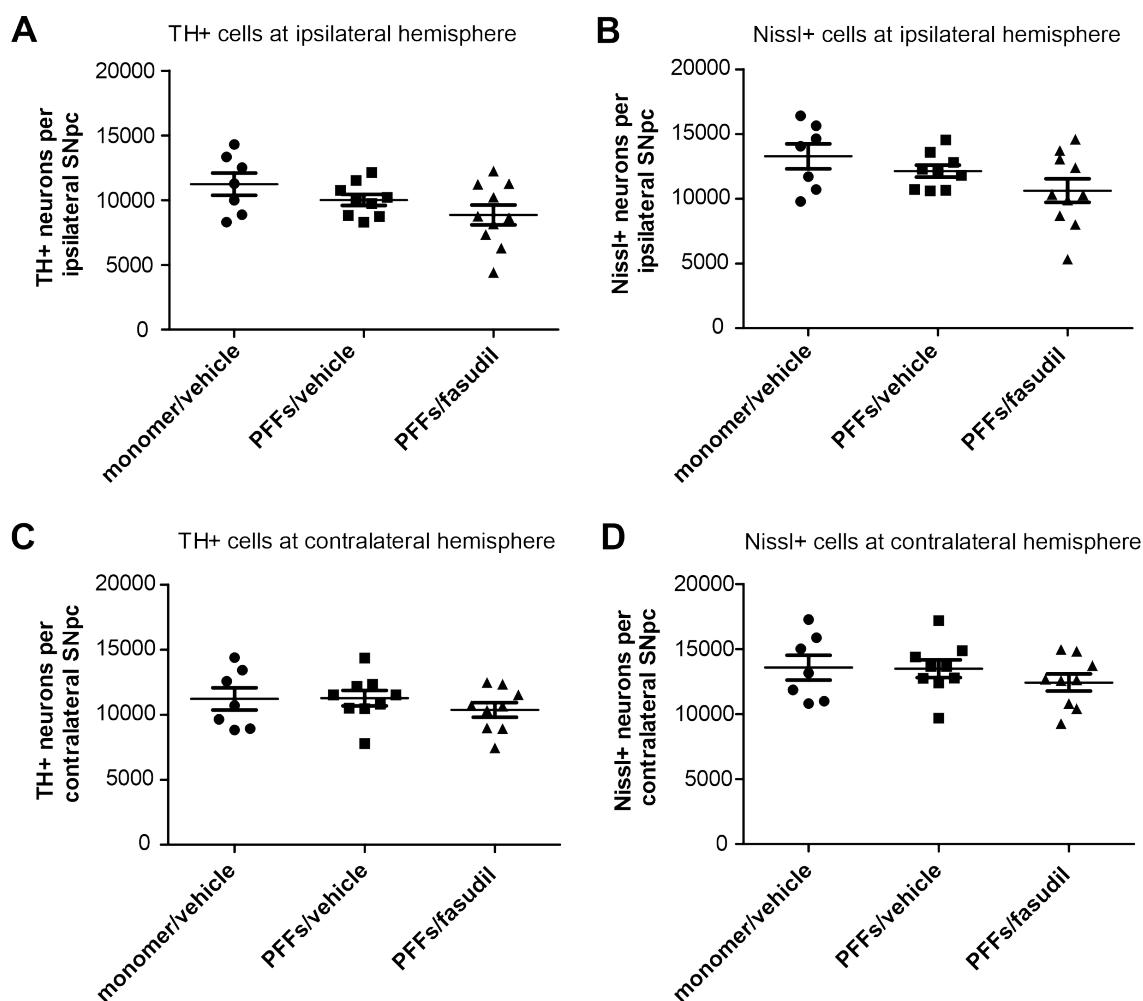 A
TH+ cells at ipsilateral hemisphere
TH+ neurons per
ipsilateral SNpc
20000
15000
10000
5000
0
monomer/vehicle
PFFs/vehicle
PFFs/fasudil
B
Nissl+ cells at ipsilateral hemisphere
Nissl+ neurons per
ipsilateral SNpc
20000
15000
10000
5000
0
monomer/vehicle
PFFs/vehicle
PFFs/fasudil
C
TH+ cells at contralateral hemisphere
TH+ neurons per
contralateral SNpc
20000
15000
10000
5000
0
monomer/vehicle
PFFs/vehicle
PFFs/fasudil
D
Nissl+ cells at contralateral hemisphere
Nissl+ neurons per
contralateral SNpc
20000
15000
10000
5000
0
monomer/vehicle
PFFs/vehicle
PFFs/fasudil